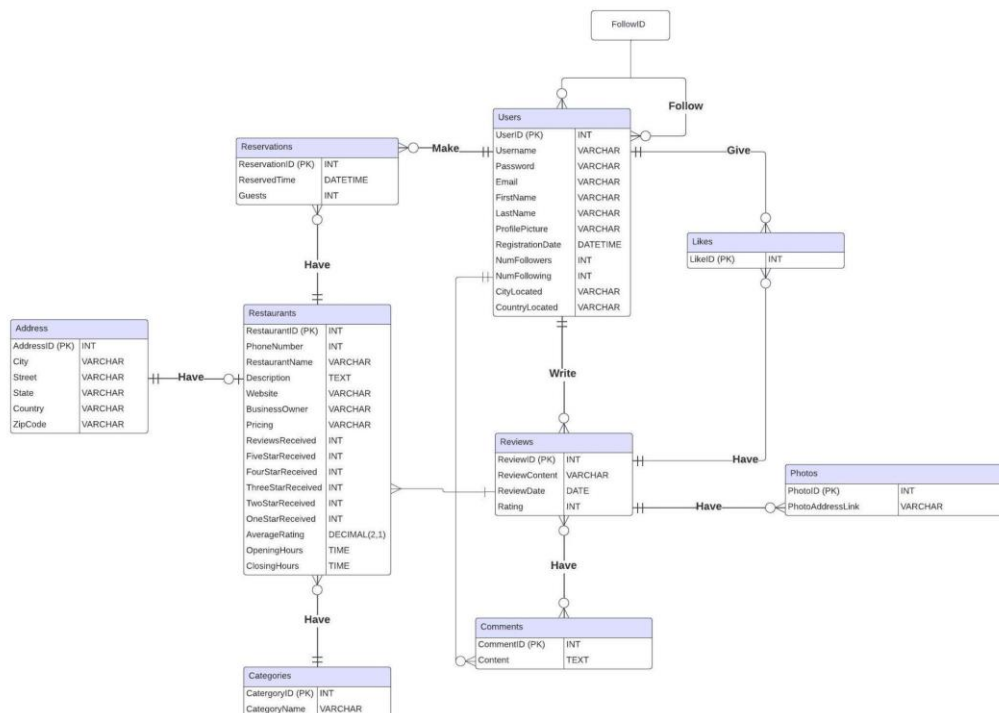 FollowID
Follow
Users
UserID (PK) INT
Username VARCHAR
Password VARCHAR
Email VARCHAR
FirstName VARCHAR
LastName VARCHAR
ProfilePicture VARCHAR
RegistrationDate DATETIME
NumFollowers INT
NumFollowing INT
CityLocated VARCHAR
CountryLocated VARCHAR
Make
Give
Reservations
ReservationID (PK) INT
ReservedTime DATETIME
Guests INT
Likes
LikeID (PK) INT
Have
Restaurants
RestaurantID (PK) INT
PhoneNumber INT
RestaurantName VARCHAR
Description TEXT
Website VARCHAR
BusinessOwner VARCHAR
Pricing VARCHAR
ReviewsReceived INT
FiveStarReceived INT
FourStarReceived INT
ThreeStarReceived INT
TwoStarReceived INT
OneStarReceived INT
AverageRating DECIMAL(2,1)
OpeningHours TIME
ClosingHours TIME
Address
AddressID (PK) INT
City VARCHAR
Street VARCHAR
State VARCHAR
Country VARCHAR
ZipCode VARCHAR
Have
Write
Reviews
ReviewID (PK) INT
ReviewContent VARCHAR
ReviewDate DATE
Rating INT
Have
Photos
PhotoID (PK) INT
PhotoAddressLink VARCHAR
Have
Have
Comments
CommentID (PK) INT
Content TEXT
Have
Categories
CatergoryID (PK) INT
CategoryName VARCHAR